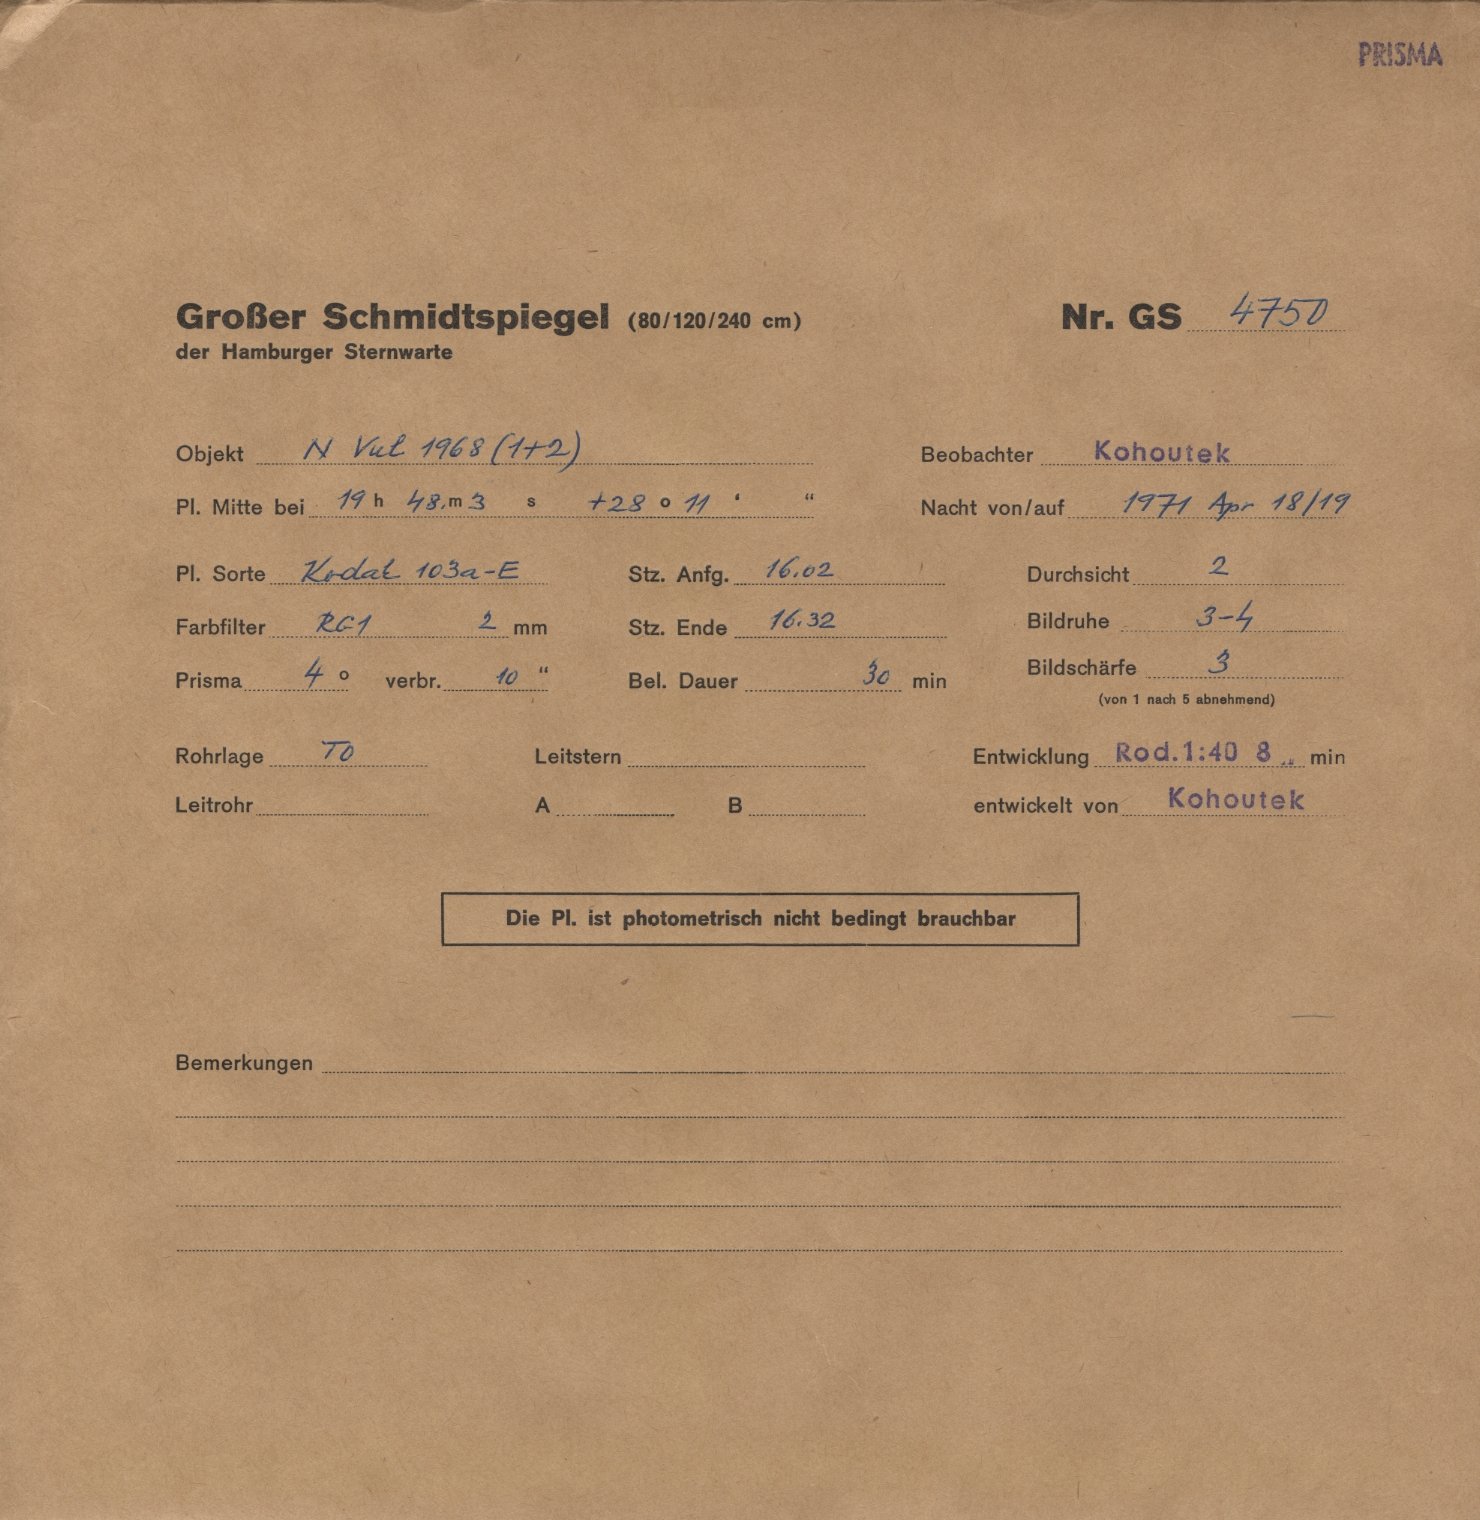 PRISMA
Großer Schmidtspiegel (80/120/240 cm) Nr. GS 4750
der Hamburger Sternwarte
Objekt N Vul 1968 (1+2) Beobachter Kohoutek
Pl. Mitte bei 19 h 48. m 3 s +28 o 11 ' " Nacht von/auf 1971 Apr 18/19
Pl. Sorte Kodak 103a-E Stz. Anfg. 16.02 Durchsicht 2
Farbfilter RG1 2 mm Stz. Ende 16.32 Bildruhe 3-4
Prisma 4 o verbr. 10 " Bel. Dauer 30 min Bildschärfe 3
(von 1 nach 5 abnehmend)
Rohrlage TO Leitstern Entwicklung Rod. 1:40 8 min
Leitrohr A B entwickelt von Kohoutek
Die Pl. ist photometrisch nicht bedingt brauchbar
Bemerkungen